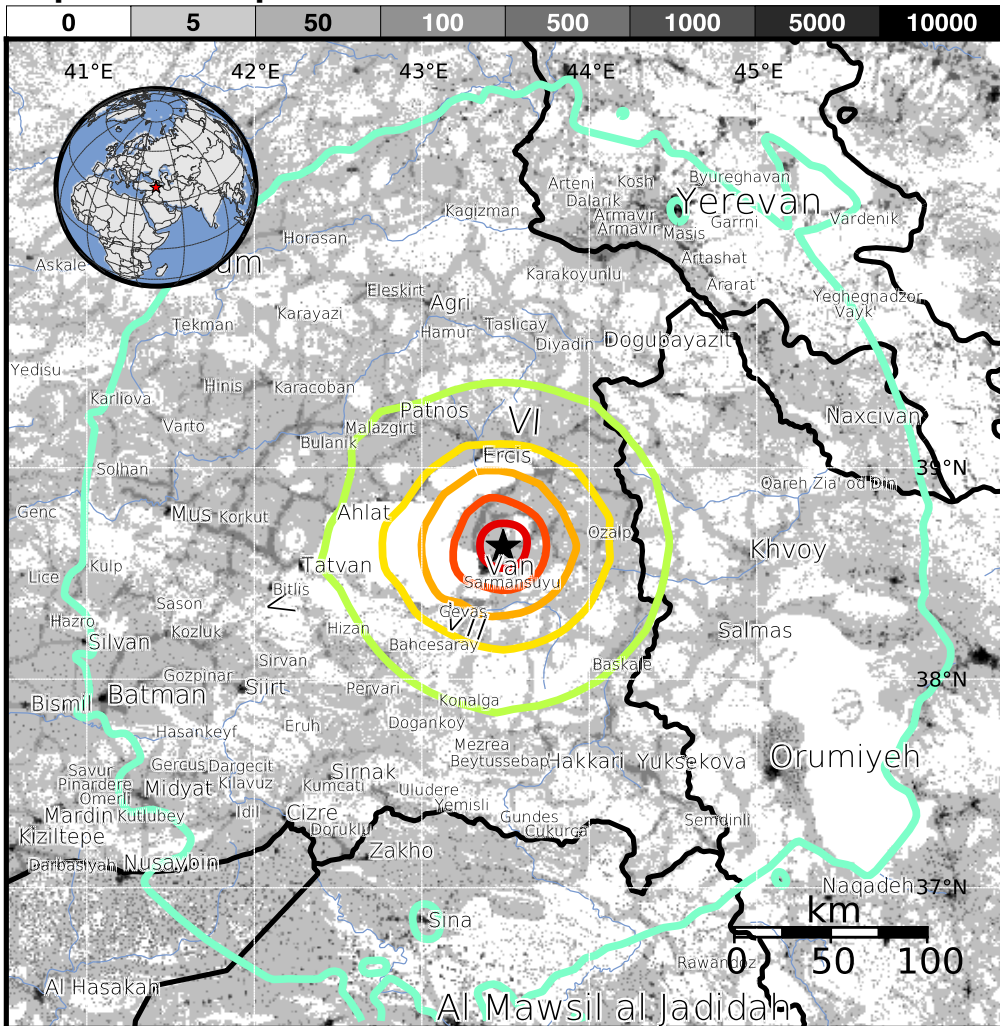 0 5 50 100 500 1000 5000 10000
41°E 42°E 43°E 44°E 45°E
Byureghavan
Arteni Kosh
Dalarik Yerevan
Armavir
Kagizman Vardenik
Armavir Masis Garrni
Horasan
Artashat
Askale um
Karakoyunlu
Ararat
Eleskirt
Agri Yeghegnadzor
Karayazi Vayk'
Tekman Hamur Taslicay
Diyadin Dogubayazit
Yedisu
Hinis Karacoban
Karliova
Patnos VI Naxcivan
Varto Malazgirt
Bulanik
Ercis
Solhan 39°N
Qareh Zia' od Din
Genc Mus Korkut Ahlat
Ozalp
Khvoy
Kulp Tatvan Van
Lice Sarmansuyu
Bitlis
Sason <
Gevas
Hazro Kozluk Hizan VII Salmas
Silvan Bahcesaray
Sirvan Baskale
Gozpinar 38°N
Siirt Pervari
Batman Konalga
Bismil
Eruh Dogankoy
Hasankeyf
Mezrea
Beytussebap Hakkari Yuksekova Orumiyeh
Savur Gercus Dargecit Sirnak
Pinardere Kilavuz Kumcati
Omerli Midyat Uludere
Yemisli
Mardin Kutlubey Idil Cizre Gundes Semdinli
Kiziltepe Doruklu Cukurca
Darbasiyah Nusaybin Zakho
Naqadeh 37°N
km
Sina
0 50 100
Rawandoz
Al Hasakah
Al Mawsil al Jadidah